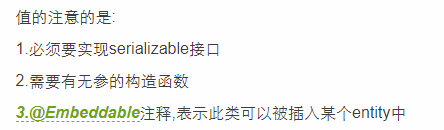 值的注意的是:
1.必须要实现serializable接口
2.需要有无参的构造函数
3.@Embeddable注释,表示此类可以被插入某个entity中